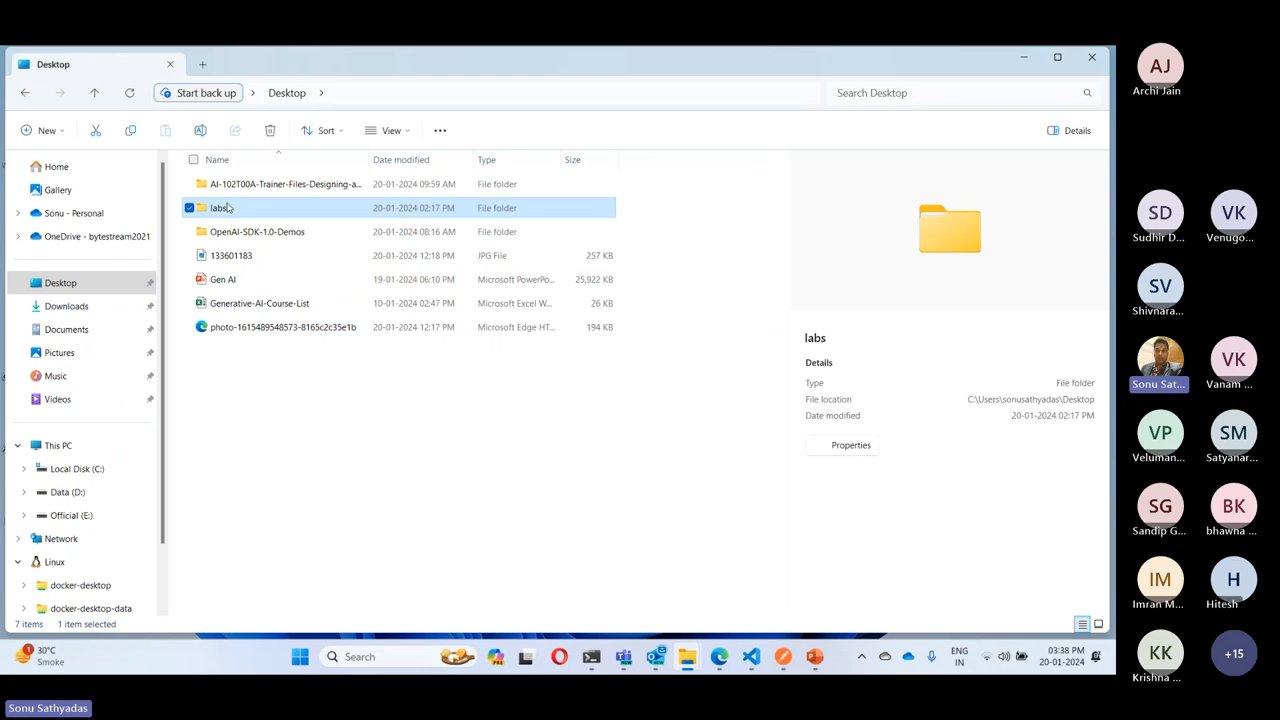 Desktop
Start back up
Desktop
Search Desktop
New
Sort
View
Details
Home
Gallery
Sonu - Personal
OneDrive - bytestream2021
Desktop
Downloads
Documents
Pictures
Music
Videos
This PC
Local Disk (C:)
Data (D:)
Official (E:)
Network
Linux
docker-desktop
docker-desktop-data
Name Date modified Type Size
AI-102T00A-Trainer-Files-Designing-a... 20-01-2024 09:59 AM File folder
labs 20-01-2024 02:17 PM File folder
OpenAI-SDK-1.0-Demos 20-01-2024 08:16 AM File folder
133601183 20-01-2024 12:18 PM JPG File 257 KB
Gen AI 19-01-2024 06:10 PM Microsoft PowerPo... 25,922 KB
Generative-AI-Course-List 10-01-2024 02:47 PM Microsoft Excel W... 26 KB
photo-1615489548573-8165c2c35e1b 20-01-2024 12:17 PM Microsoft Edge HT... 194 KB
labs
Details
Type File folder
File location C:\Users\sonusathyadas\Desktop
Date modified 20-01-2024 02:17 PM
Properties
7 items 1 item selected
1
30°C
Smoke
Search
PRE
ENG
IN
03:38 PM
20-01-2024
Sonu Sathyadas
AJ
Archi Jain
SD VK
Sudhir D... Venugo...
SV
Shivnara...
VK
Sonu Sat... Vanam ...
VP SM
Veluman... Satyanar...
SG BK
Sandip G... bhawna ...
IM H
Imran M... Hitesh
KK +15
Krishna ...